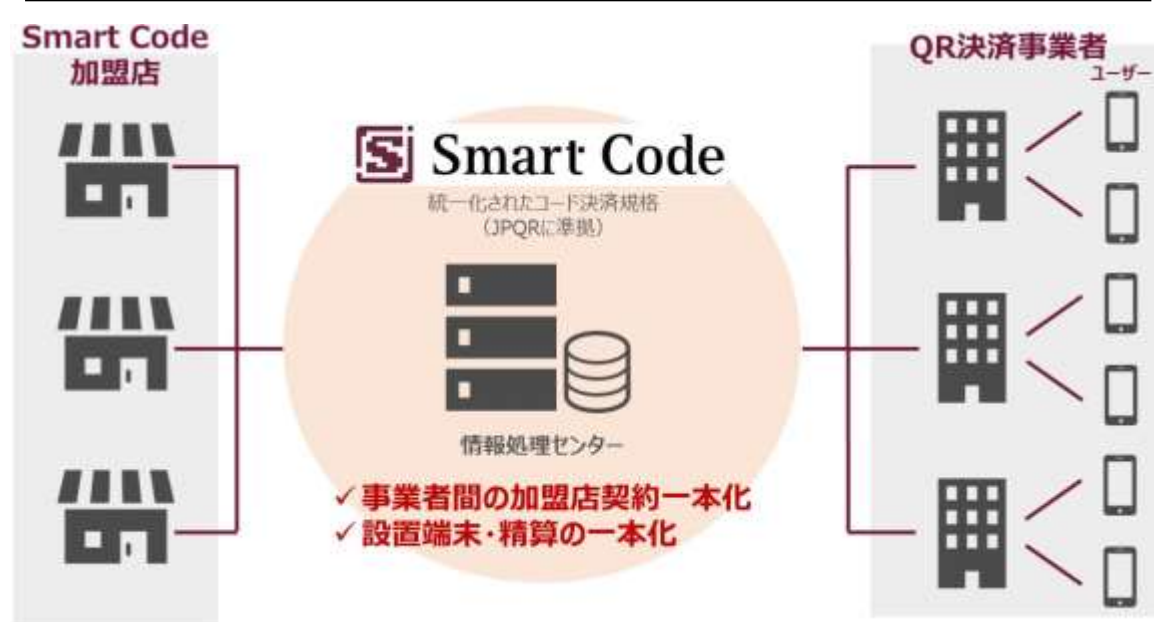 Smart Code
加盟店
QR決済事業者
ユーザー
Smart Code
統一化されたコード決済規格
(JPQRに準拠)
情報処理センター
✓事業者間の加盟店契約一本化
✓設置端末・精算の一本化